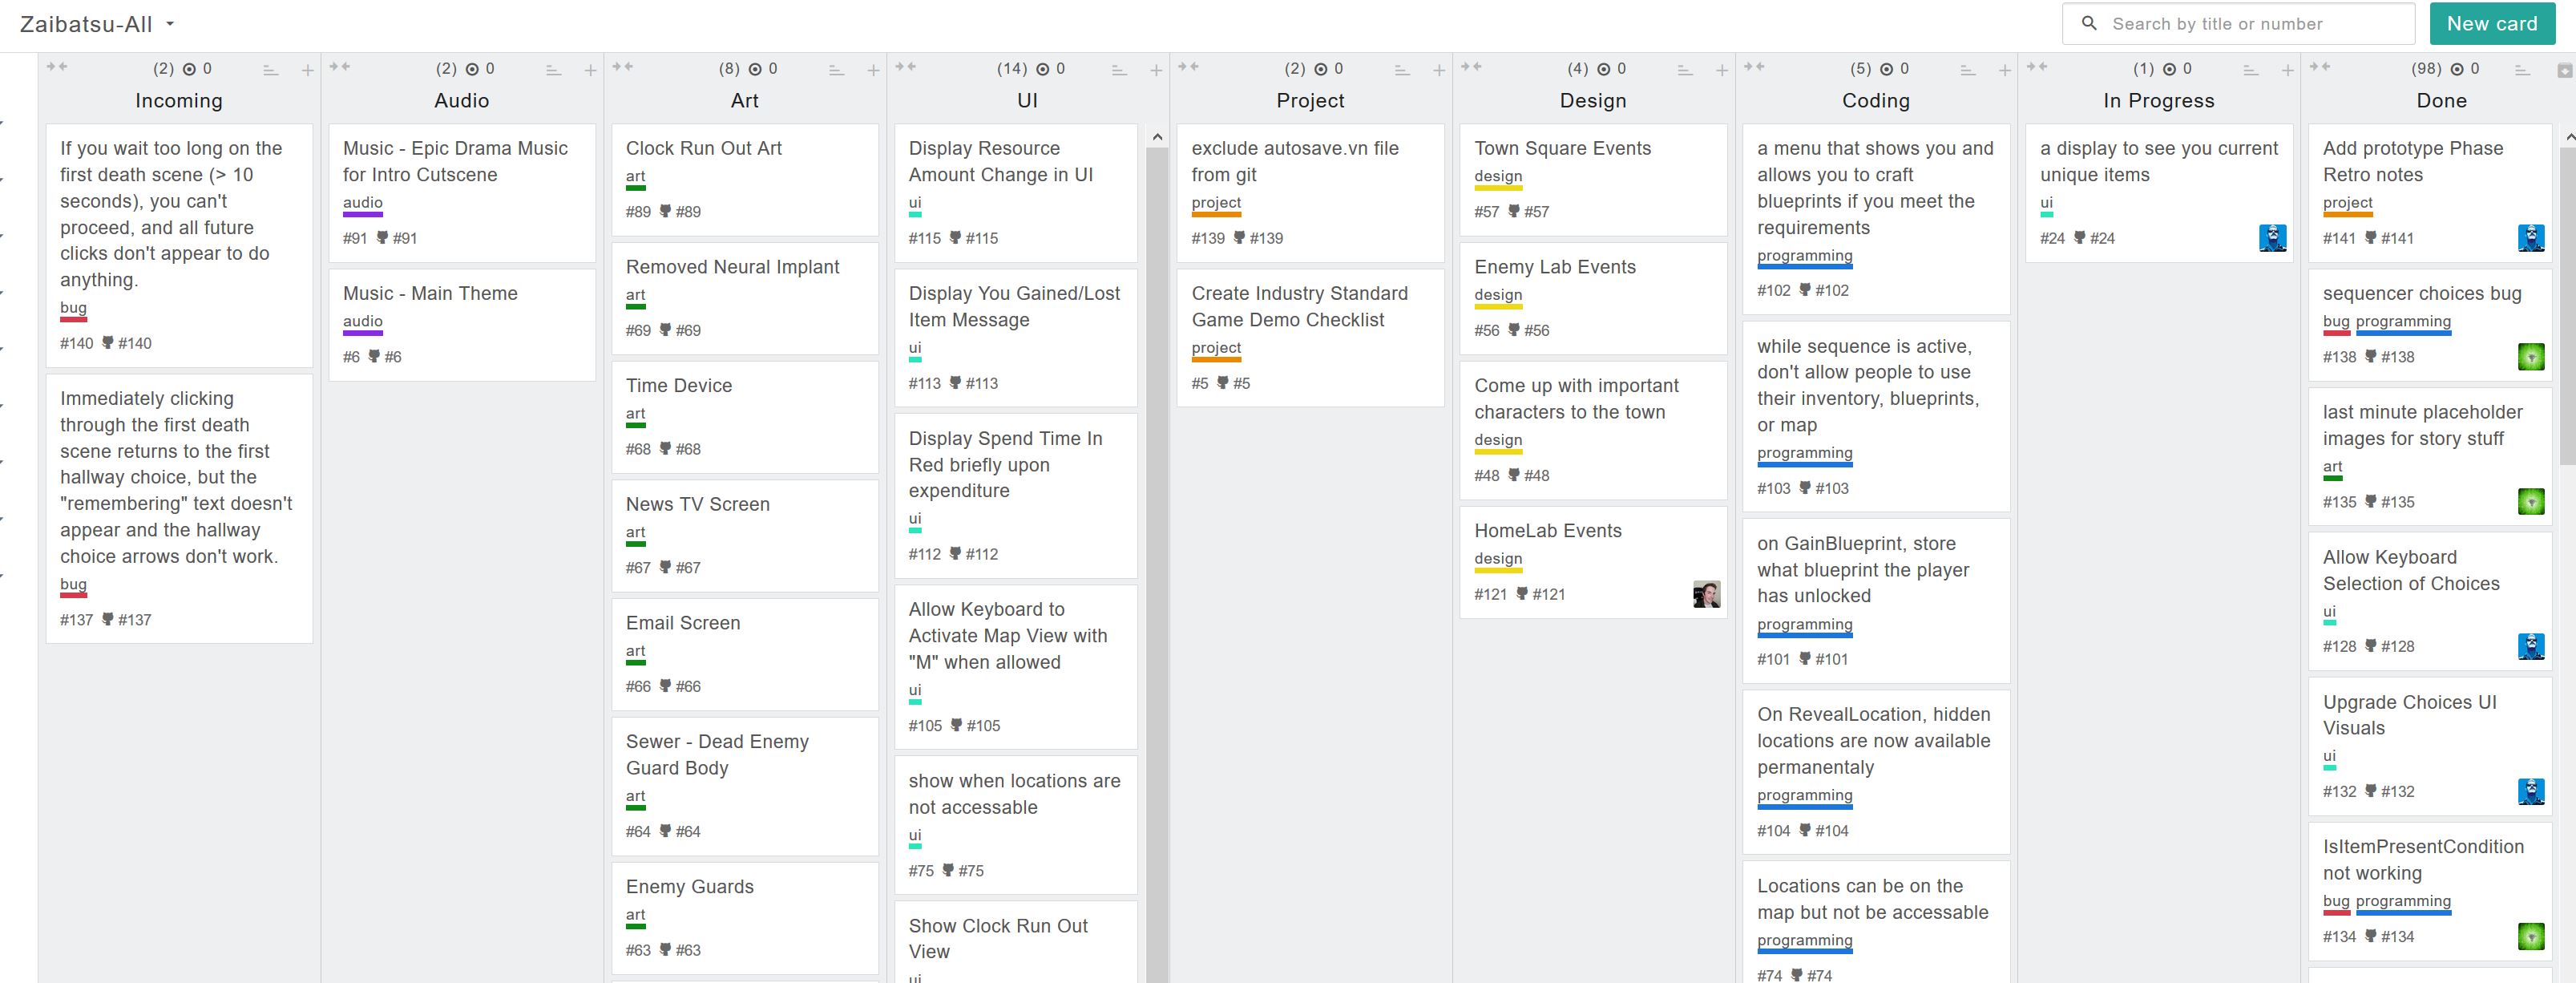 Zaibatsu-All
Search by title or number
New card
(2) 0
Incoming
If you wait too long on the
first death scene (> 10
seconds), you can't
proceed, and all future
clicks don't appear to do
anything.
bug
#140 #140
Immediately clicking
through the first death
scene returns to the first
hallway choice, but the
"remembering" text doesn't
appear and the hallway
choice arrows don't work.
bug
#137 #137
(2) 0
Audio
Music - Epic Drama Music
for Intro Cutscene
audio
#91 #91
Music - Main Theme
audio
#6 #6
(8) 0
Art
Clock Run Out Art
art
#89 #89
Removed Neural Implant
art
#69 #69
Time Device
art
#68 #68
News TV Screen
art
#67 #67
Email Screen
art
#66 #66
Sewer - Dead Enemy
Guard Body
art
#64 #64
Enemy Guards
art
#63 #63
(14) 0
UI
Display Resource
Amount Change in UI
ui
#115 #115
Display You Gained/Lost
Item Message
ui
#113 #113
Display Spend Time In
Red briefly upon
expenditure
ui
#112 #112
Allow Keyboard to
Activate Map View with
"M" when allowed
ui
#105 #105
show when locations are
not accessable
ui
#75 #75
Show Clock Run Out
View
ui
(2) 0
Project
exclude autosave.vn file
from git
project
#139 #139
Create Industry Standard
Game Demo Checklist
project
#5 #5
(4) 0
Design
Town Square Events
design
#57 #57
Enemy Lab Events
design
#56 #56
Come up with important
characters to the town
design
#48 #48
HomeLab Events
design
#121 #121
(5) 0
Coding
a menu that shows you and
allows you to craft
blueprints if you meet the
requirements
programming
#102 #102
while sequence is active,
don't allow people to use
their inventory, blueprints,
or map
programming
#103 #103
on GainBlueprint, store
what blueprint the player
has unlocked
programming
#101 #101
On RevealLocation, hidden
locations are now available
permanentaly
programming
#104 #104
Locations can be on the
map but not be accessable
programming
#74 #74
(1) 0
In Progress
a display to see you current
unique items
ui
#24 #24
(98) 0
Done
Add prototype Phase
Retro notes
project
#141 #141
sequencer choices bug
bug programming
#138 #138
last minute placeholder
images for story stuff
art
#135 #135
Allow Keyboard
Selection of Choices
ui
#128 #128
Upgrade Choices UI
Visuals
ui
#132 #132
IsItemPresentCondition
not working
bug programming
#134 #134